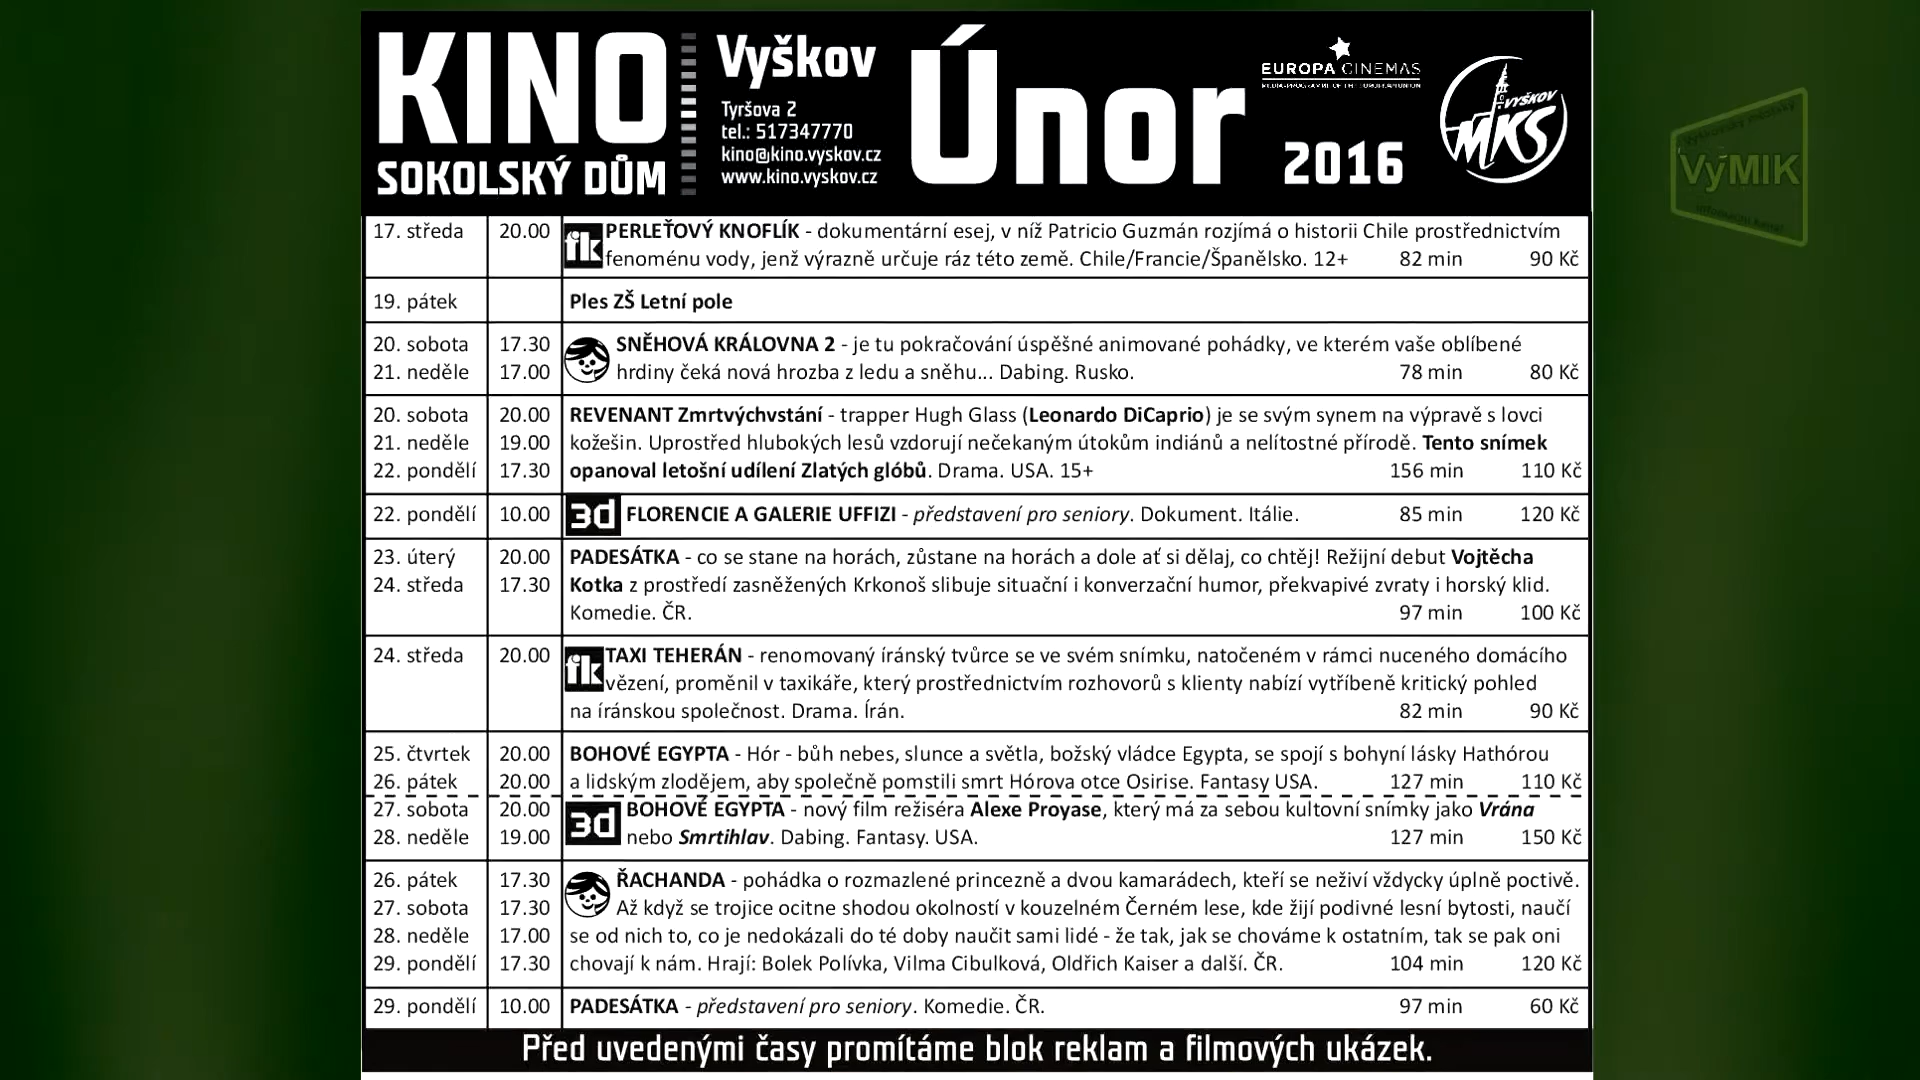 KINO
SOKOLSKÝ DŮM
Vyškov
Tyršova 2
tel.: 517347770
kino@kino.vyskov.cz
www.kino.vyskov.cz
Únor
2016
EUROPA CINEMAS
MEDIA-PROGRAMME OF THE EUROPEAN UNION
VYŠKOV
MKS
VyMIK
17. středa 20.00 fk PERLEŤOVÝ KNOFLÍK - dokumentární esej, v níž Patricio Guzmán rozjímá o historii Chile prostřednictvím
fenoménu vody, jenž výrazně určuje ráz této země. Chile/Francie/Španělsko. 12+ 82 min 90 Kč
19. pátek Ples ZŠ Letní pole
20. sobota 17.30 SNĚHOVÁ KRÁLOVNA 2 - je tu pokračování úspěšné animované pohádky, ve kterém vaše oblíbené
21. neděle 17.00 hrdiny čeká nová hrozba z ledu a sněhu... Dabing. Rusko. 78 min 80 Kč
20. sobota 20.00 REVENANT Zmrtvýchvstání - trapper Hugh Glass (Leonardo DiCaprio) je se svým synem na výpravě s lovci
21. neděle 19.00 kožešin. Uprostřed hlubokých lesů vzdorují nečekaným útokům indiánů a nelítostné přírodě. Tento snímek
22. pondělí 17.30 opanoval letošní udílení Zlatých glóbů. Drama. USA. 15+ 156 min 110 Kč
22. pondělí 10.00 3d FLORENCIE A GALERIE UFFIZI - představení pro seniory. Dokument. Itálie. 85 min 120 Kč
23. úterý 20.00 PADESÁTKA - co se stane na horách, zůstane na horách a dole ať si dělaj, co chtěj! Režijní debut Vojtěcha
24. středa 17.30 Kotka z prostředí zasněžených Krkonoš slibuje situační i konverzační humor, překvapivé zvraty i horský klid.
Komedie. ČR. 97 min 100 Kč
24. středa 20.00 fk TAXI TEHERÁN - renomovaný íránský tvůrce se ve svém snímku, natočeném v rámci nuceného domácího
vězení, proměnil v taxikáře, který prostřednictvím rozhovorů s klienty nabízí vytříbeně kritický pohled
na íránskou společnost. Drama. Írán. 82 min 90 Kč
25. čtvrtek 20.00 BOHOVÉ EGYPTA - Hór - bůh nebes, slunce a světla, božský vládce Egypta, se spojí s bohyní lásky Hathórou
26. pátek 20.00 a lidským zlodějem, aby společně pomstili smrt Hórova otce Osirise. Fantasy USA. 127 min 110 Kč
27. sobota 20.00 3d BOHOVÉ EGYPTA - nový film režiséra Alexe Proyase, který má za sebou kultovní snímky jako Vrána
28. neděle 19.00 nebo Smrtihlav. Dabing. Fantasy. USA. 127 min 150 Kč
26. pátek 17.30 ŘACHANDA - pohádka o rozmazlené princezně a dvou kamarádech, kteří se neživí vždycky úplně poctivě.
27. sobota 17.30 Až když se trojice ocitne shodou okolností v kouzelném Černém lese, kde žijí podivné lesní bytosti, naučí
28. neděle 17.00 se od nich to, co je nedokázali do té doby naučit sami lidé - že tak, jak se chováme k ostatním, tak se pak oni
29. pondělí 17.30 chovají k nám. Hrají: Bolek Polívka, Vilma Cibulková, Oldřich Kaiser a další. ČR. 104 min 120 Kč
29. pondělí 10.00 PADESÁTKA - představení pro seniory. Komedie. ČR. 97 min 60 Kč
Před uvedenými časy promítáme blok reklam a filmových ukázek.